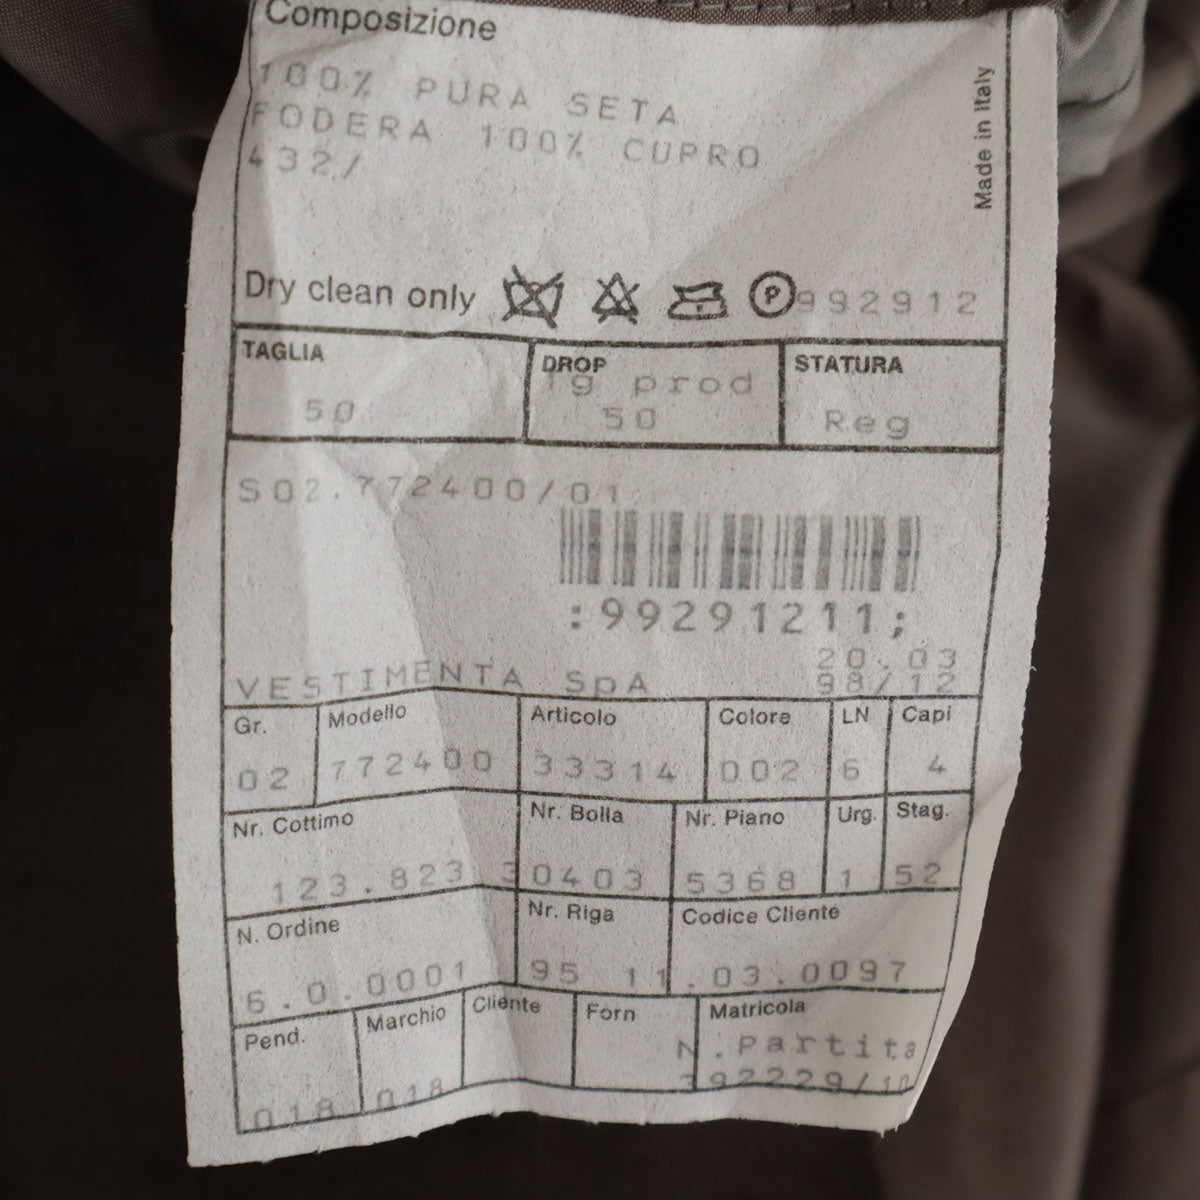 Composizione
100% PURA SETA
FODERA 100% CUPRO
432/
Made in Italy
Dry clean only P 992912
TAGLIA DROP STATURA
Tg prod
50 50 Reg
S02.772400/01
:99291211;
20.03
VESTIMENTA SpA 98/12
Gr. Modello Articolo Colore LN Capi
02 772400 33314 002 6 4
Nr. Cottimo Nr. Bolla Nr. Piano Urg. Stag.
123.823 30403 5368 1 52
N. Ordine Nr. Riga Codice Cliente
6.0.0001 95 11.03.0097
Pend. Marchio Cliente Forn Matricola
N.Partita
018 018 392229/10